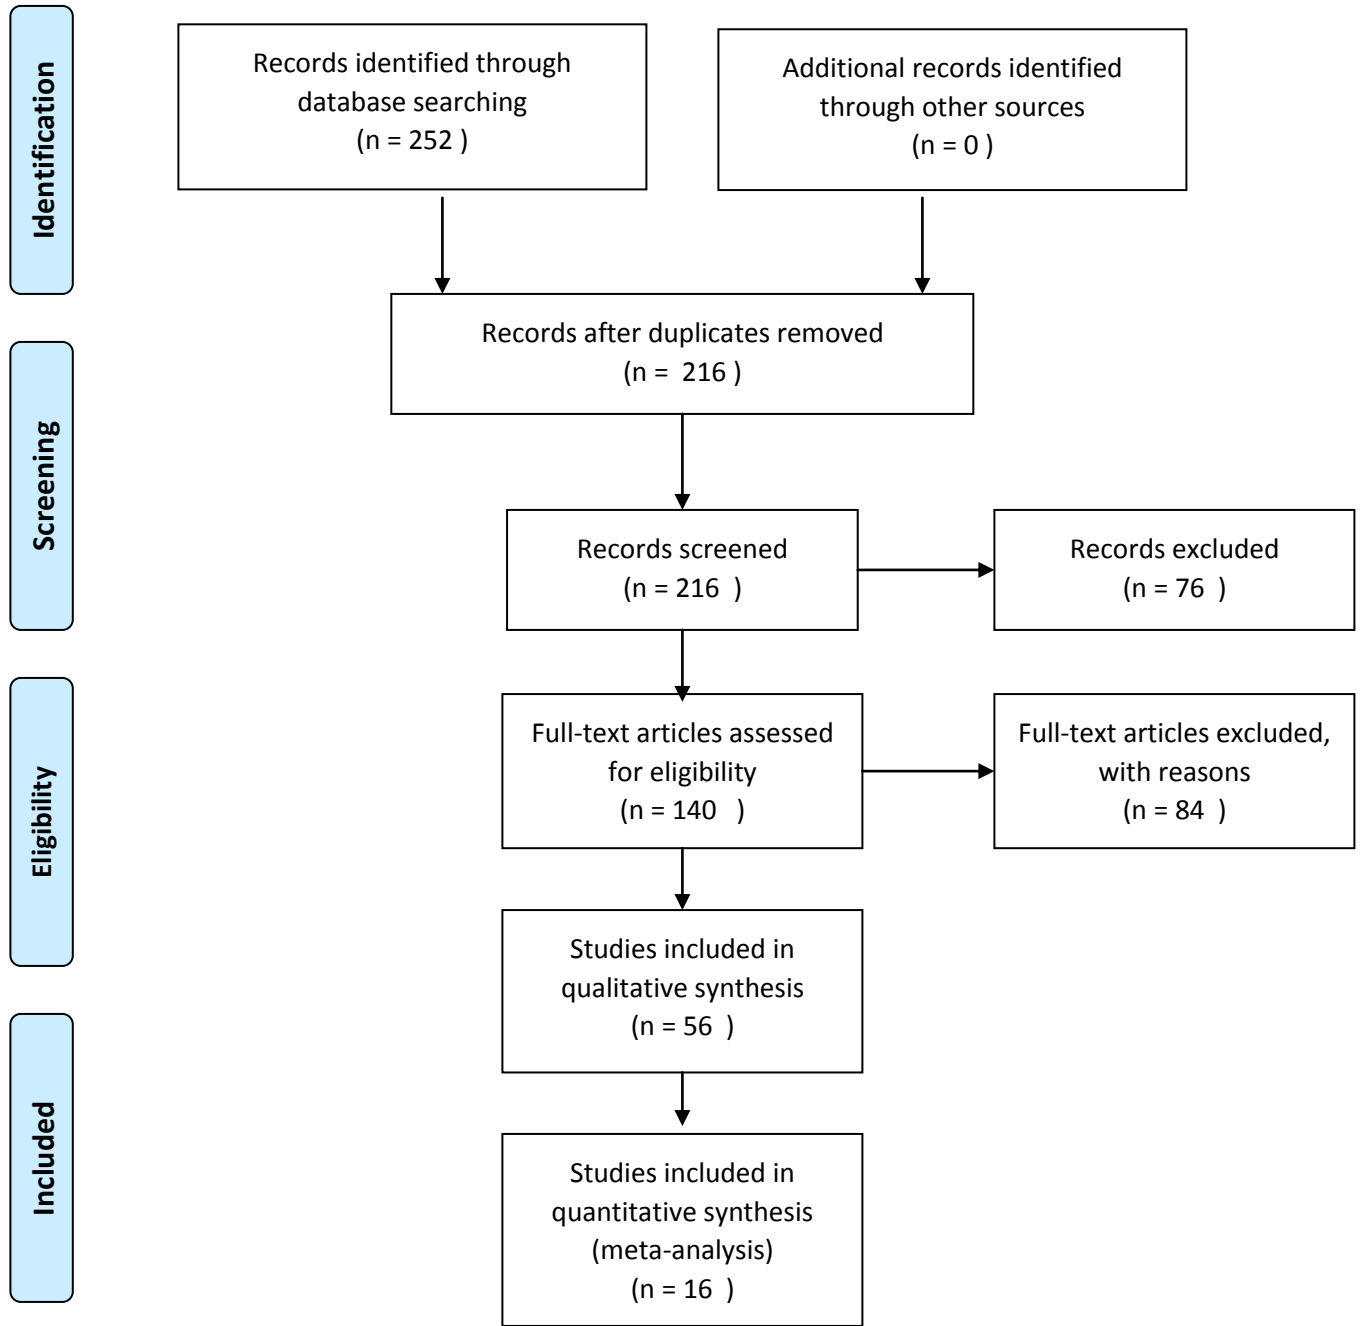 Identification
Records identified through
database searching
(n = 252 )
Additional records identified
through other sources
(n = 0 )
Records after duplicates removed
(n = 216 )
Screening
Records screened
(n = 216 )
Records excluded
(n = 76 )
Eligibility
Full-text articles assessed
for eligibility
(n = 140 )
Full-text articles excluded,
with reasons
(n = 84 )
Studies included in
qualitative synthesis
(n = 56 )
Included
Studies included in
quantitative synthesis
(meta-analysis)
(n = 16 )